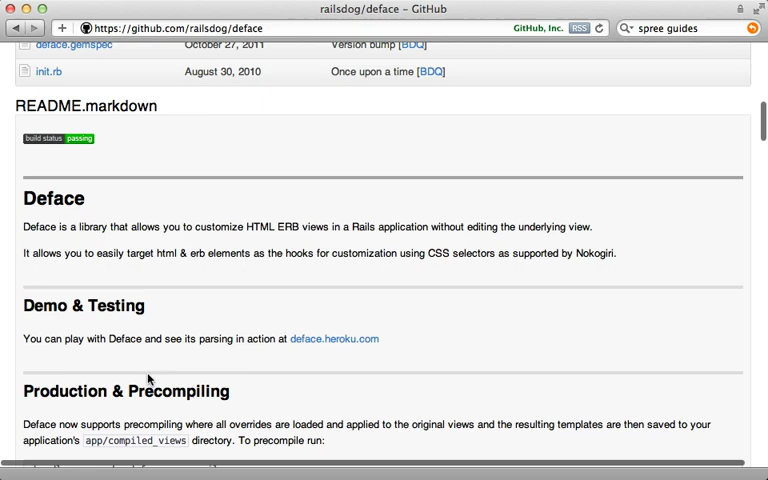 railsdog/deface – GitHub
https://github.com/railsdog/deface GitHub, Inc. RSS spree guides
deface.gemspec October 27, 2011 Version bump [BDQ]
init.rb August 30, 2010 Once upon a time [BDQ]
README.markdown
build status passing
Deface
Deface is a library that allows you to customize HTML ERB views in a Rails application without editing the underlying view.
It allows you to easily target html & erb elements as the hooks for customization using CSS selectors as supported by Nokogiri.
Demo & Testing
You can play with Deface and see its parsing in action at deface.heroku.com
Production & Precompiling
Deface now supports precompiling where all overrides are loaded and applied to the original views and the resulting templates are then saved to your
application's app/compiled_views directory. To precompile run: